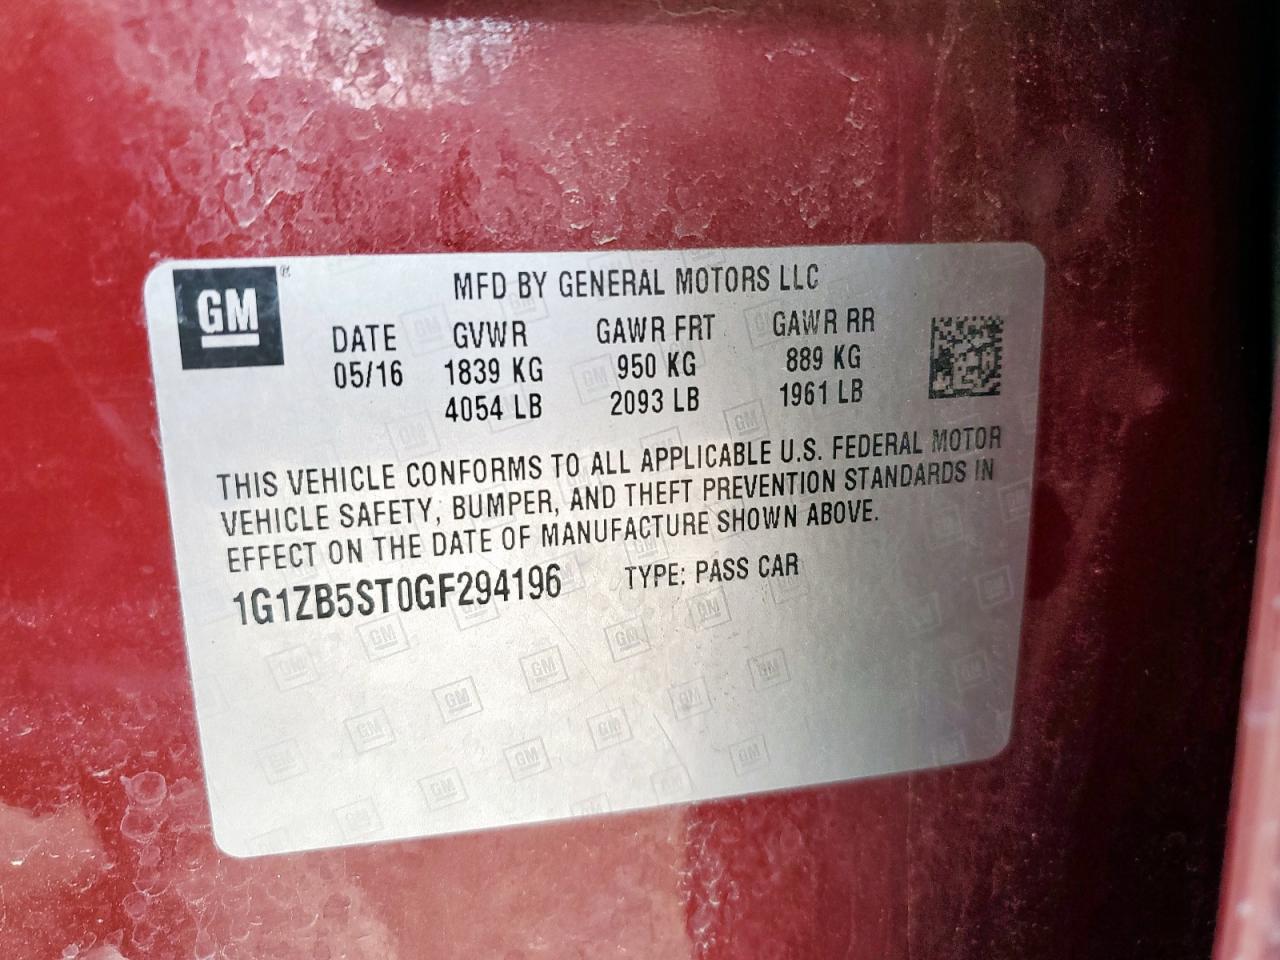 GM ®
MFD BY GENERAL MOTORS LLC
DATE GVWR GAWR FRT GAWR RR
05/16 1839 KG 950 KG 889 KG
4054 LB 2093 LB 1961 LB
THIS VEHICLE CONFORMS TO ALL APPLICABLE U.S. FEDERAL MOTOR
VEHICLE SAFETY, BUMPER, AND THEFT PREVENTION STANDARDS IN
EFFECT ON THE DATE OF MANUFACTURE SHOWN ABOVE.
1G1ZB5ST0GF294196 TYPE: PASS CAR